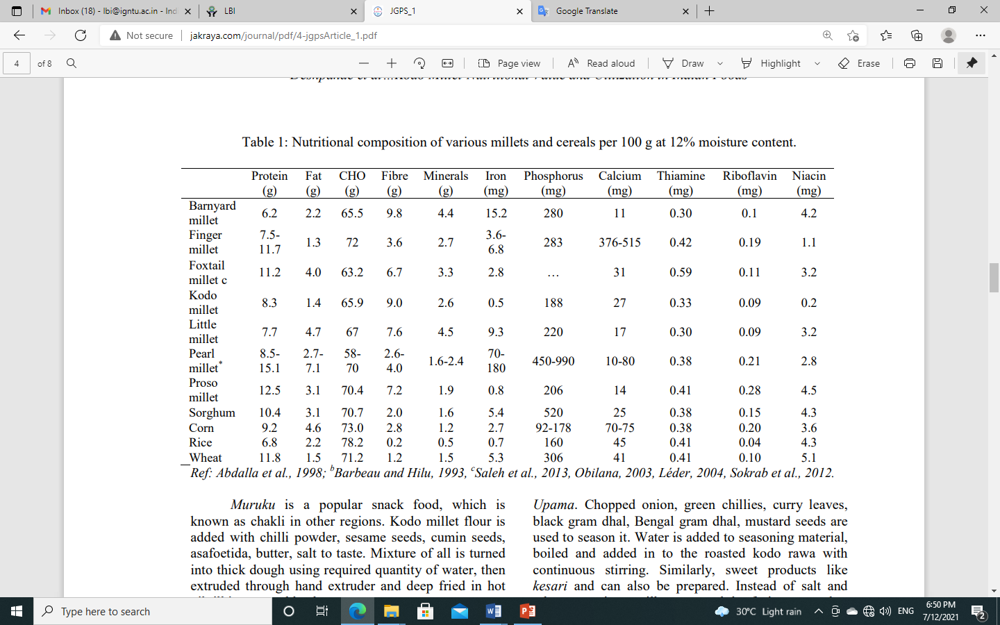 Inbox (18) - lbi@igntu.ac.in - Ind
LBI
JGPS_1
Google Translate
Not secure
jakraya.com/journal/pdf/4-jgpsArticle_1.pdf
4 of 8
Page view
Read aloud
Draw
Highlight
Erase
Deshpande et al...Kodo Millet Nutritional Value and Utilization in Indian Foods
Table 1: Nutritional composition of various millets and cereals per 100 g at 12% moisture content.
Protein (g) Fat (g) CHO (g) Fibre (g) Minerals (g) Iron (mg) Phosphorus (mg) Calcium (mg) Thiamine (mg) Riboflavin (mg) Niacin (mg)
Barnyard millet 6.2 2.2 65.5 9.8 4.4 15.2 280 11 0.30 0.1 4.2
Finger millet 7.5-11.7 1.3 72 3.6 2.7 3.6-6.8 283 376-515 0.42 0.19 1.1
Foxtail millet c 11.2 4.0 63.2 6.7 3.3 2.8 … 31 0.59 0.11 3.2
Kodo millet 8.3 1.4 65.9 9.0 2.6 0.5 188 27 0.33 0.09 0.2
Little millet 7.7 4.7 67 7.6 4.5 9.3 220 17 0.30 0.09 3.2
Pearl millet* 8.5-15.1 2.7-7.1 58-70 2.6-4.0 1.6-2.4 70-180 450-990 10-80 0.38 0.21 2.8
Proso millet 12.5 3.1 70.4 7.2 1.9 0.8 206 14 0.41 0.28 4.5
Sorghum 10.4 3.1 70.7 2.0 1.6 5.4 520 25 0.38 0.15 4.3
Corn 9.2 4.6 73.0 2.8 1.2 2.7 92-178 70-75 0.38 0.20 3.6
Rice 6.8 2.2 78.2 0.2 0.5 0.7 160 45 0.41 0.04 4.3
Wheat 11.8 1.5 71.2 1.2 1.5 5.3 306 41 0.41 0.10 5.1
Ref: Abdalla et al., 1998; bBarbeau and Hilu, 1993, cSaleh et al., 2013, Obilana, 2003, Léder, 2004, Sokrab et al., 2012.
Muruku is a popular snack food, which is
known as chakli in other regions. Kodo millet flour is
added with chilli powder, sesame seeds, cumin seeds,
asafoetida, butter, salt to taste. Mixture of all is turned
into thick dough using required quantity of water, then
extruded through hand extruder and deep fried in hot
Upama. Chopped onion, green chillies, curry leaves,
black gram dhal, Bengal gram dhal, mustard seeds are
used to season it. Water is added to seasoning material,
boiled and added in to the roasted kodo rawa with
continuous stirring. Similarly, sweet products like
kesari and can also be prepared. Instead of salt and
Type here to search
30°C Light rain
ENG
6:50 PM
7/12/2021
2